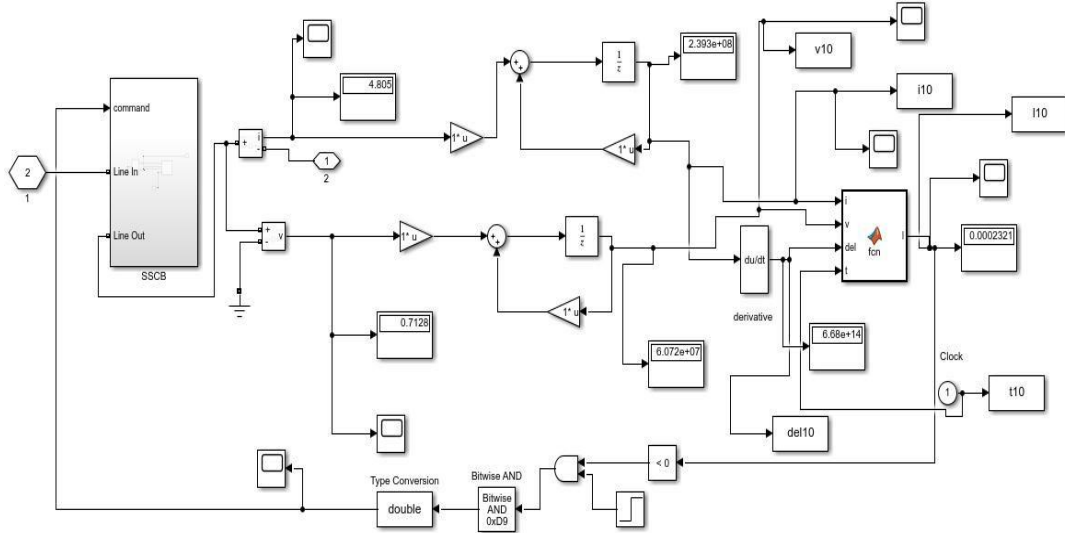 command
Line In
Line Out
SSCB
2
1
+
i
-
1
2
4.805
1* u
+
+
1
z
1* u
2.393e+08
v10
i10
l10
+
-
v
1* u
+
+
1
z
1* u
0.7128
6.072e+07
du/dt
derivative
i
v
del
t
fcn
l
0.0002321
6.68e+14
Clock
1
t10
del10
< 0
Bitwise AND
Bitwise
AND
0xD9
Type Conversion
double